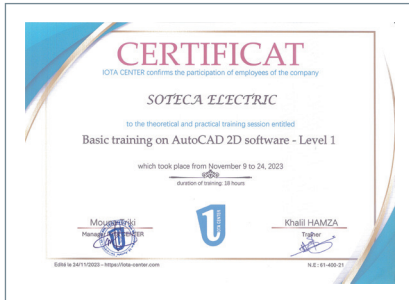 CERTIFICAT
IOTA CENTER confirms the participation of employees of the company
SOTECA ELECTRIC
to the theoretical and practical training session entitled
Basic training on AutoCAD 2D software - Level 1
which took place from November 9 to 24, 2023
duration of training: 18 hours
Khalil HAMZA
Manager
Trainer
Edité le 24/11/2023 – https://iota-center.com
N.E : 61-400-21